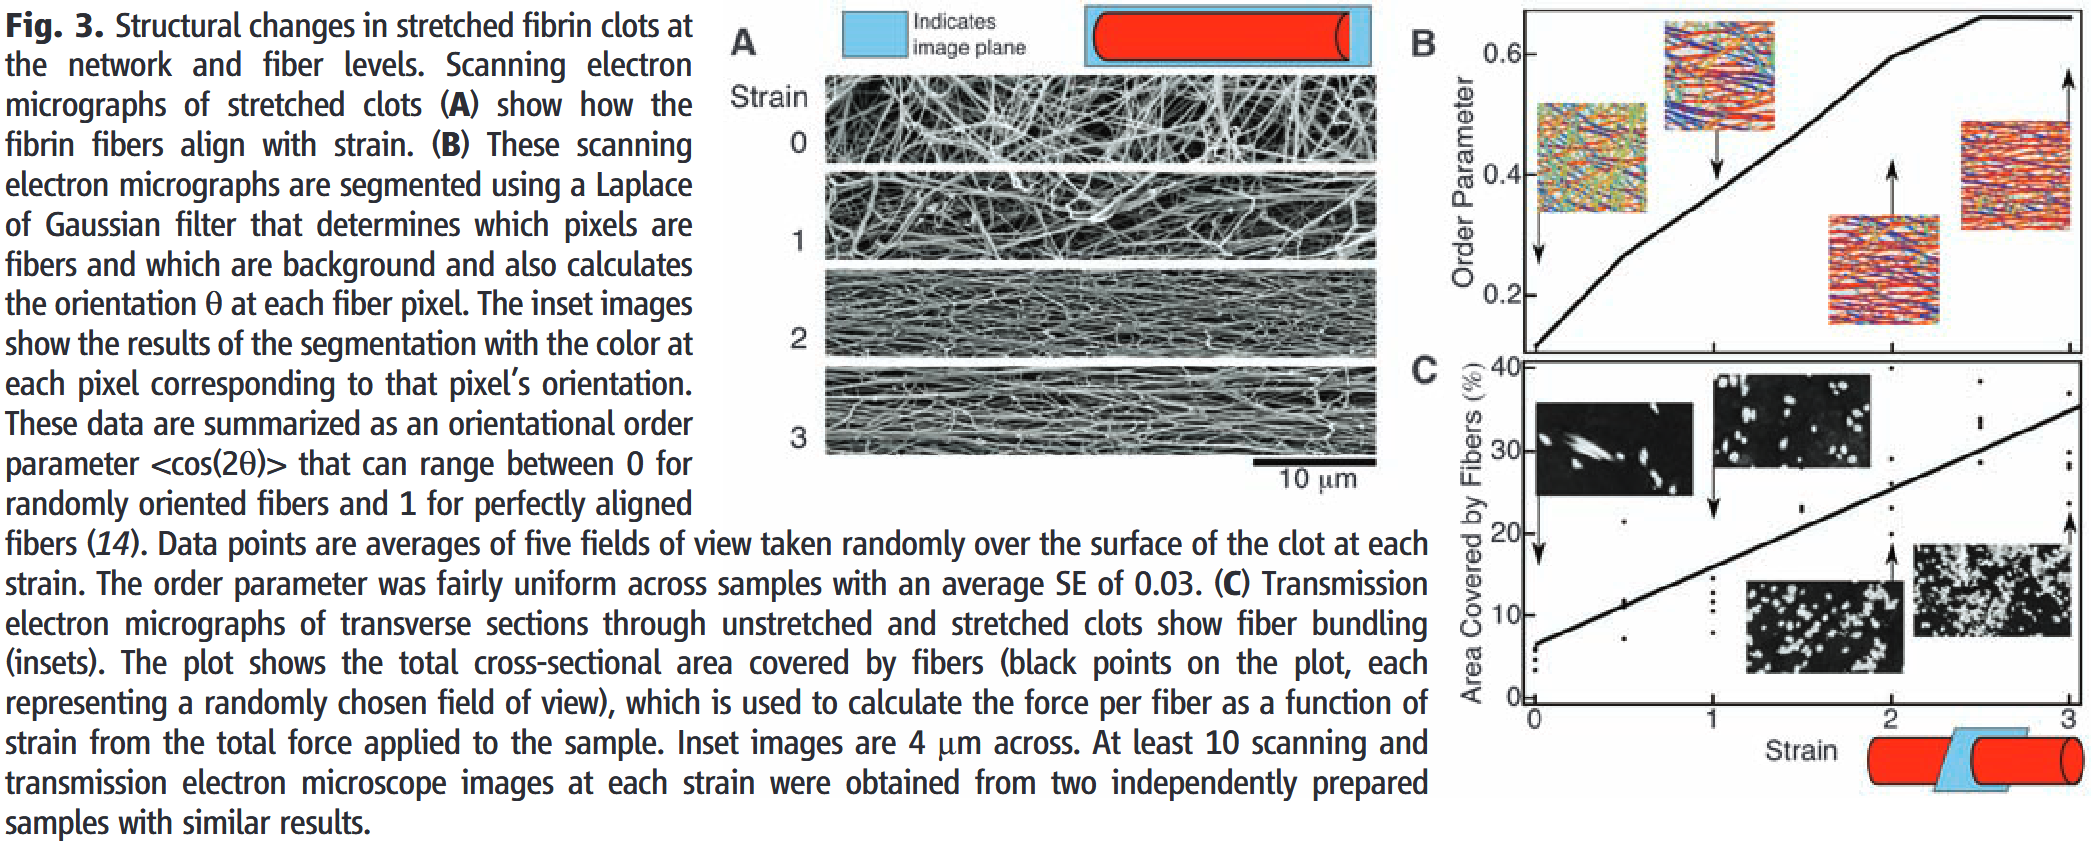 Fig. 3. Structural changes in stretched fibrin clots at
the network and fiber levels. Scanning electron
micrographs of stretched clots (A) show how the
fibrin fibers align with strain. (B) These scanning
electron micrographs are segmented using a Laplace
of Gaussian filter that determines which pixels are
fibers and which are background and also calculates
the orientation θ at each fiber pixel. The inset images
show the results of the segmentation with the color at
each pixel corresponding to that pixel's orientation.
These data are summarized as an orientational order
parameter <cos(2θ)> that can range between 0 for
randomly oriented fibers and 1 for perfectly aligned
fibers (14). Data points are averages of five fields of view taken randomly over the surface of the clot at each
strain. The order parameter was fairly uniform across samples with an average SE of 0.03. (C) Transmission
electron micrographs of transverse sections through unstretched and stretched clots show fiber bundling
(insets). The plot shows the total cross-sectional area covered by fibers (black points on the plot, each
representing a randomly chosen field of view), which is used to calculate the force per fiber as a function of
strain from the total force applied to the sample. Inset images are 4 μm across. At least 10 scanning and
transmission electron microscope images at each strain were obtained from two independently prepared
samples with similar results.
A
Indicates
image plane
Strain
0
1
2
3
10 μm
B
Order Parameter
0.6
0.4
0.2
C
Area Covered by Fibers (%)
40
30
20
10
0
0 1 2 3
Strain